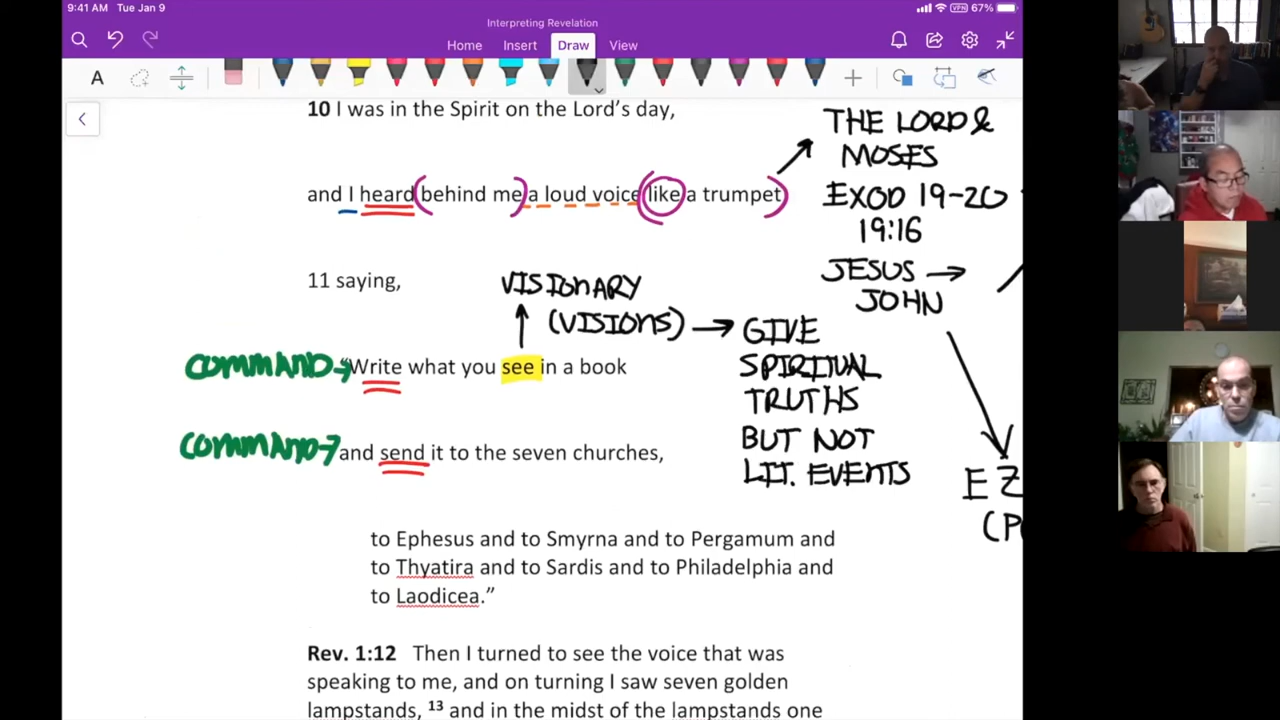 9:41 AM Tue Jan 9
VPN 67%
Interpreting Revelation
Home Insert Draw View
A
10 I was in the Spirit on the Lord's day,
and I heard (behind me) a loud voice (like a trumpet)
THE LORD &
MOSES
EXOD 19-20
19:16
JESUS →
JOHN
11 saying,
VISIONARY
(VISIONS) → GIVE
SPIRITUAL
TRUTHS
BUT NOT
LIT. EVENTS
COMMAND→ "Write what you see in a book
COMMAND→ and send it to the seven churches,
EZ
(P
to Ephesus and to Smyrna and to Pergamum and
to Thyatira and to Sardis and to Philadelphia and
to Laodicea."
Rev. 1:12 Then I turned to see the voice that was
speaking to me, and on turning I saw seven golden
lampstands, 13 and in the midst of the lampstands one